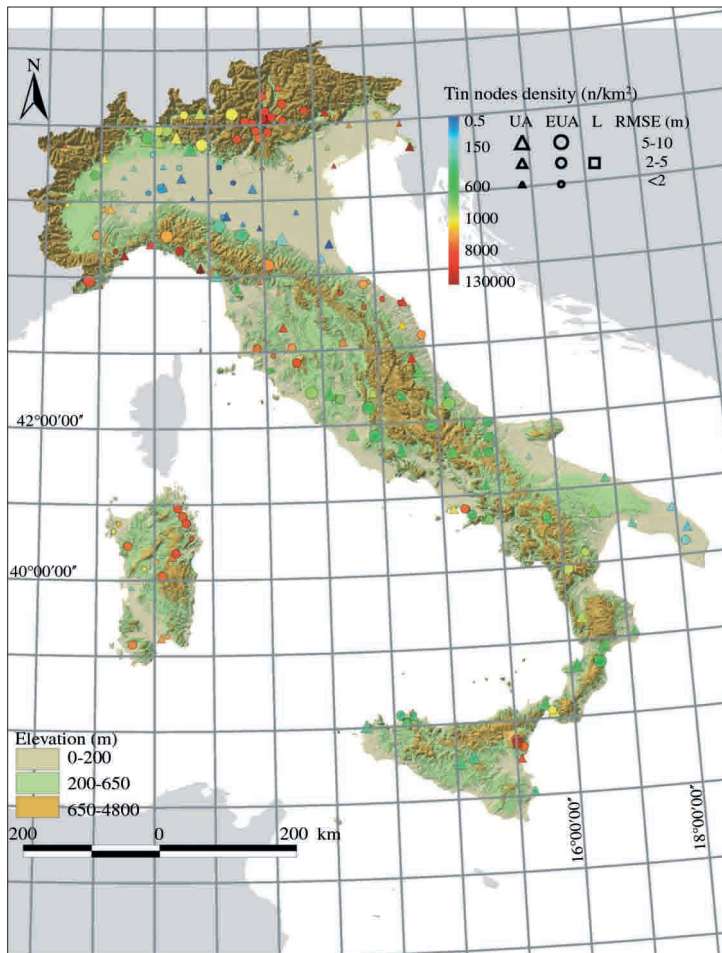 N
Tin nodes density (n/km²)
0.5 UA EUA L RMSE (m)
150 5-10
2-5
600 <2
1000
8000
130000
42°00′00″
40°00′00″
Elevation (m)
0-200
200-650
650-4800
200 0 200 km
16°00′00″
18°00′00″